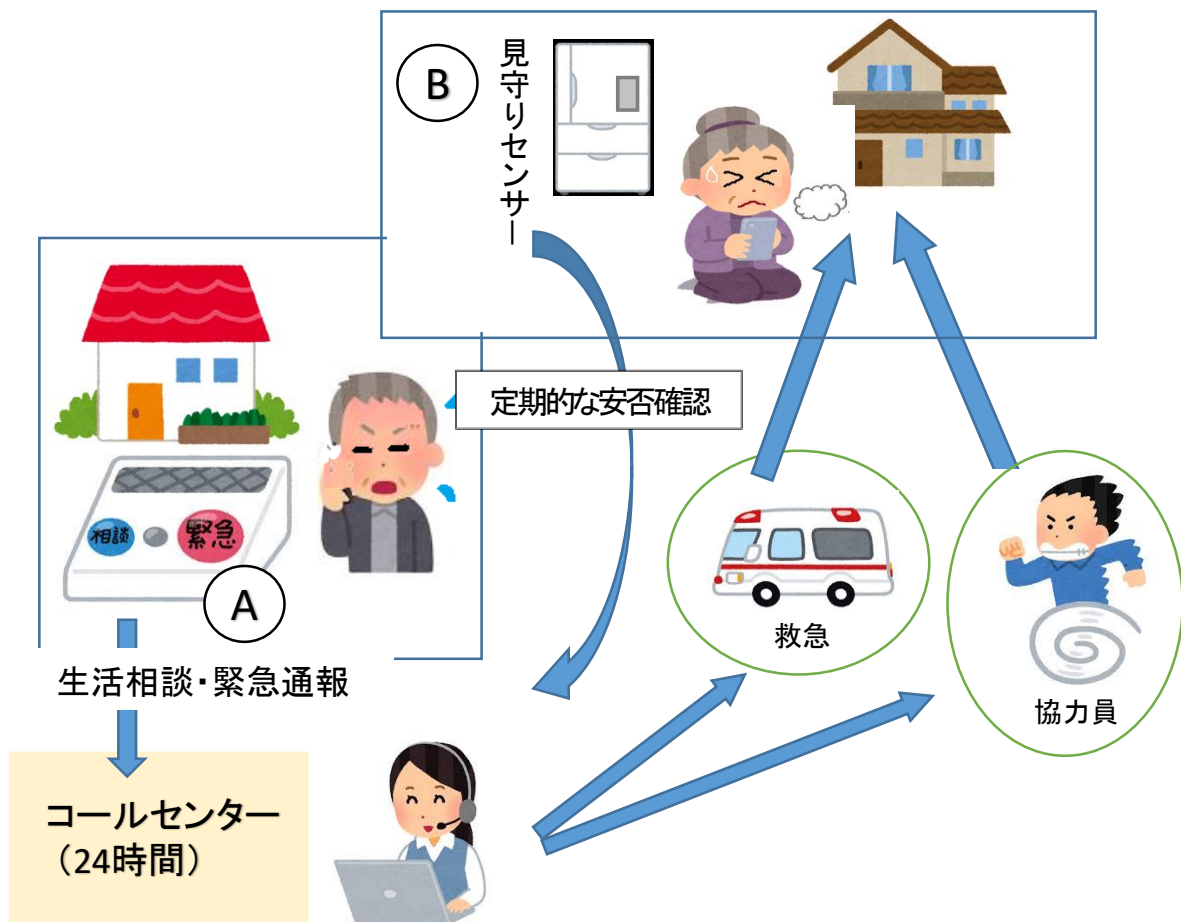 B
見守りセンサー
定期的な安否確認
相談
緊急
A
生活相談・緊急通報
救急
協力員
コールセンター
（24時間）